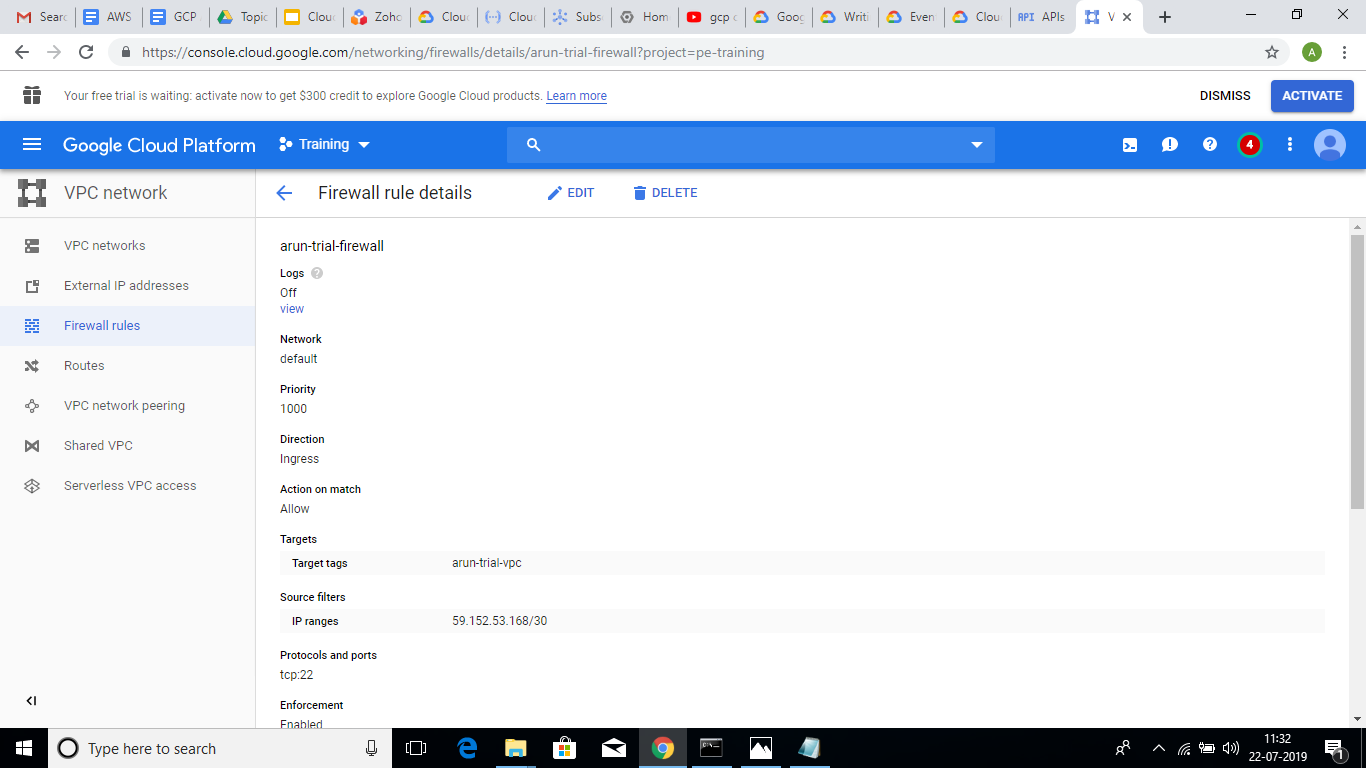 Searc
AWS
GCP
Topic
Clou
Zoho
Clou
Clou
Subs
Hom
gcp c
Goog
Writi
Even
Clou
API APIs
V
https://console.cloud.google.com/networking/firewalls/details/arun-trial-firewall?project=pe-training
A
Your free trial is waiting: activate now to get $300 credit to explore Google Cloud products. Learn more
DISMISS
ACTIVATE
Google Cloud Platform
Training
4
VPC network
Firewall rule details
EDIT
DELETE
VPC networks
External IP addresses
Firewall rules
Routes
VPC network peering
Shared VPC
Serverless VPC access
arun-trial-firewall
Logs
Off
view
Network
default
Priority
1000
Direction
Ingress
Action on match
Allow
Targets
Target tags arun-trial-vpc
Source filters
IP ranges 59.152.53.168/30
Protocols and ports
tcp:22
Enforcement
Enabled
Type here to search
11:32
22-07-2019
1